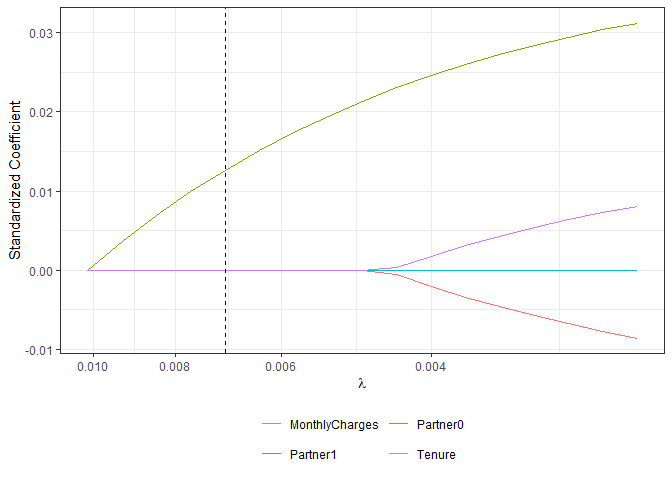 Standardized Coefficient
0.03
0.02
0.01
0.00
-0.01
0.010 0.008 0.006 0.004
λ
MonthlyCharges Partner0
Partner1 Tenure